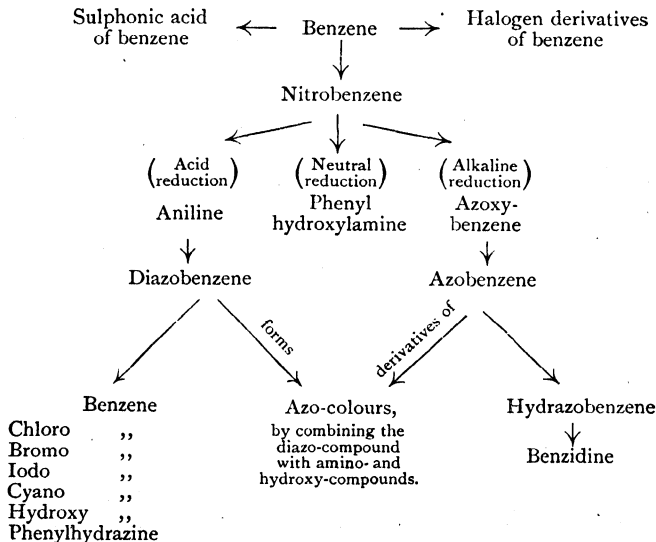 Sulphonic acid
of benzene
Benzene
Halogen derivatives
of benzene
Nitrobenzene
(Acid
reduction)
Aniline
(Neutral
reduction)
Phenyl
hydroxylamine
(Alkaline
reduction)
Azoxy-
benzene
Diazobenzene
Azobenzene
forms
derivatives of
Benzene
Chloro ,,
Bromo ,,
Iodo ,,
Cyano ,,
Hydroxy ,,
Phenylhydrazine
Azo-colours,
by combining the
diazo-compound
with amino- and
hydroxy-compounds.
Hydrazobenzene
Benzidine